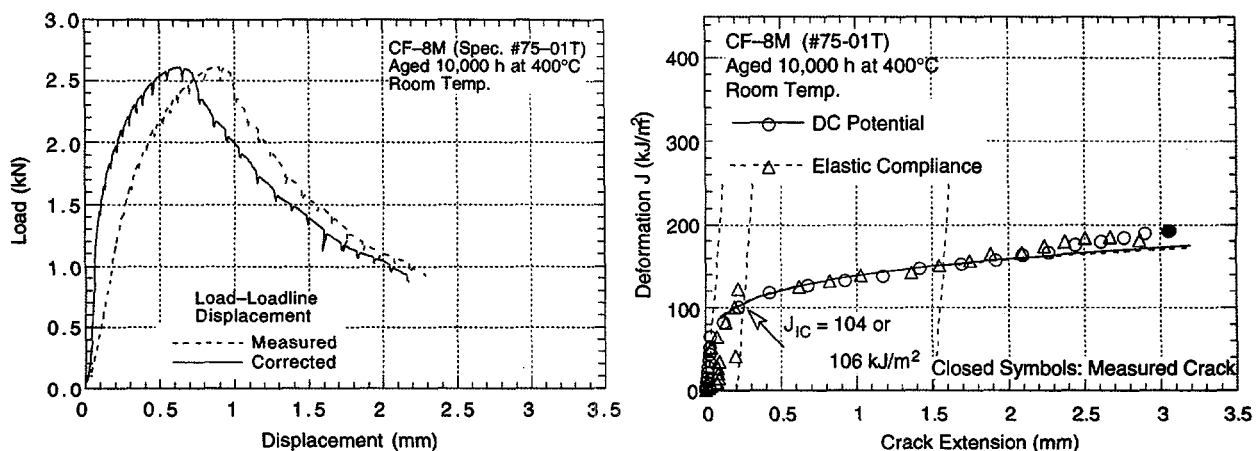 3.0
2.5
2.0
1.5
1.0
0.5
0.0
Load (kN)
CF–8M (Spec. #75–01T)
Aged 10,000 h at 400°C
Room Temp.
Load–Loadline
Displacement
Measured
Corrected
0 0.5 1 1.5 2 2.5 3 3.5
Displacement (mm)
400
300
200
100
0
Deformation J (kJ/m²)
CF–8M (#75-01T)
Aged 10,000 h at 400°C
Room Temp.
DC Potential
Elastic Compliance
J_IC = 104 or
106 kJ/m²
Closed Symbols: Measured Crack
0 0.5 1 1.5 2 2.5 3 3.5
Crack Extension (mm)